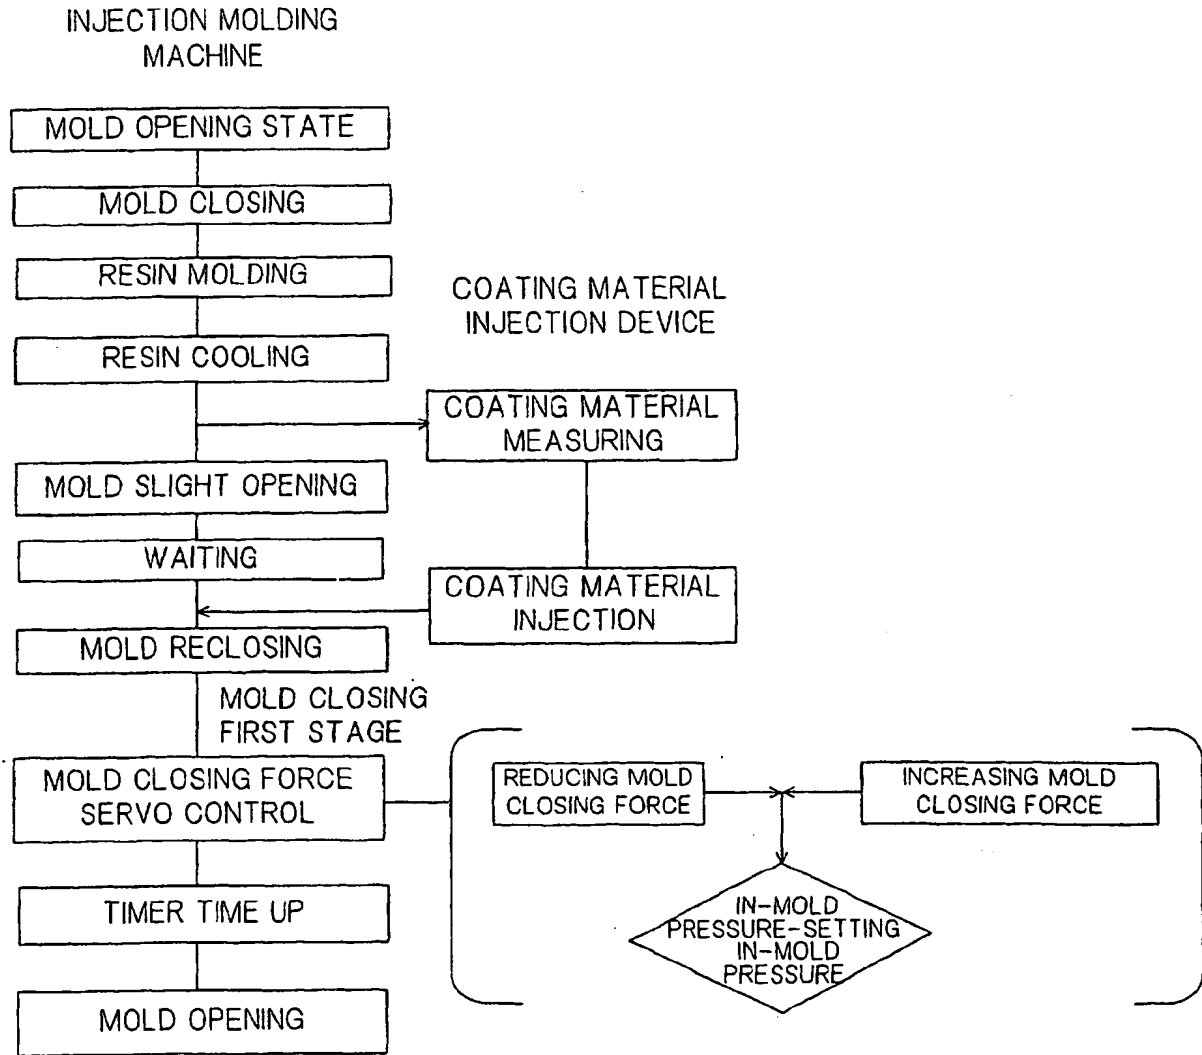 INJECTION MOLDING
MACHINE
MOLD OPENING STATE
MOLD CLOSING
RESIN MOLDING
RESIN COOLING
COATING MATERIAL
INJECTION DEVICE
COATING MATERIAL
MEASURING
MOLD SLIGHT OPENING
WAITING
COATING MATERIAL
INJECTION
MOLD RECLOSING
MOLD CLOSING
FIRST STAGE
MOLD CLOSING FORCE
SERVO CONTROL
REDUCING MOLD
CLOSING FORCE
INCREASING MOLD
CLOSING FORCE
IN-MOLD
PRESSURE-SETTING
IN-MOLD
PRESSURE
TIMER TIME UP
MOLD OPENING